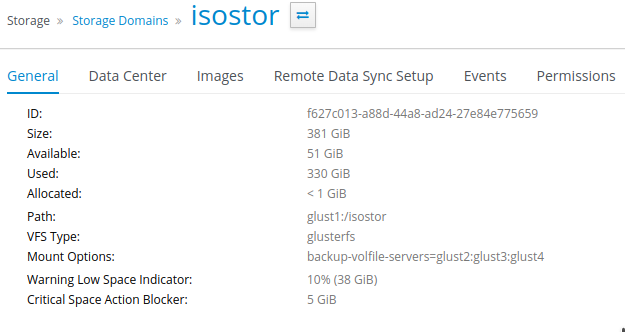 Storage » Storage Domains » isostor
General Data Center Images Remote Data Sync Setup Events Permissions
ID: f627c013-a88d-44a8-ad24-27e84e775659
Size: 381 GiB
Available: 51 GiB
Used: 330 GiB
Allocated: < 1 GiB
Path: glust1:/isostor
VFS Type: glusterfs
Mount Options: backup-volfile-servers=glust2:glust3:glust4
Warning Low Space Indicator: 10% (38 GiB)
Critical Space Action Blocker: 5 GiB